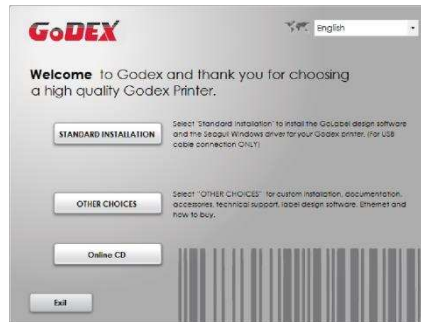 GoDEX
English
Welcome to Godex and thank you for choosing
a high quality Godex Printer.
STANDARD INSTALLATION
Select 'Standard Installation' to install the GoLabel design software
and the Seagull Windows driver for your Godex printer. (For USB
cable connection ONLY)
OTHER CHOICES
Select "OTHER CHOICES" for custom installation, documentation,
accessories, technical support, label design software, Ethernet and
how to buy.
Online CD
Exit